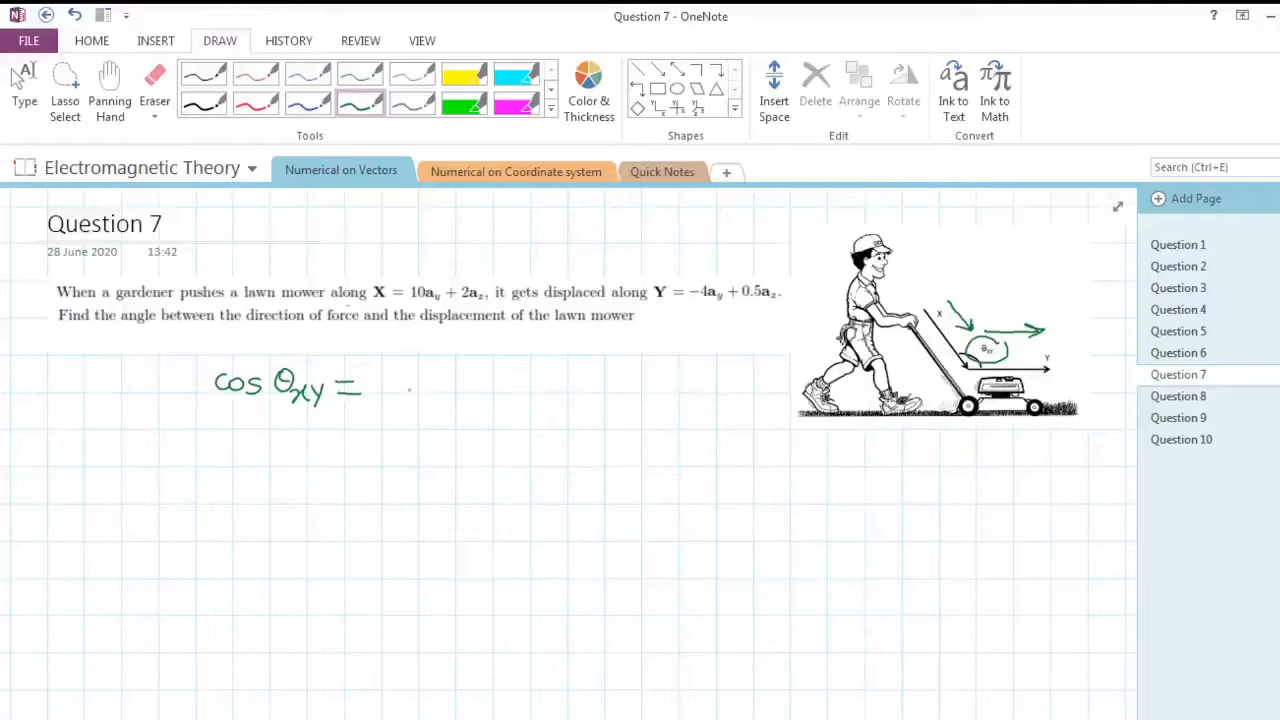 Question 7 - OneNote
?
FILE
HOME
INSERT
DRAW
HISTORY
REVIEW
VIEW
Type
Lasso
Select
Panning
Hand
Eraser
Color &
Thickness
Insert
Space
Delete
Arrange
Rotate
Ink to
Text
Ink to
Math
Tools
Shapes
Edit
Convert
Electromagnetic Theory
Numerical on Vectors
Numerical on Coordinate system
Quick Notes
Search (Ctrl+E)
Add Page
Question 7
28 June 2020 13:42
When a gardener pushes a lawn mower along X = 10a_y + 2a_z, it gets displaced along Y = −4a_y + 0.5a_z.
Find the angle between the direction of force and the displacement of the lawn mower
cos θxy =
X
θxy
Y
Question 1
Question 2
Question 3
Question 4
Question 5
Question 6
Question 7
Question 8
Question 9
Question 10